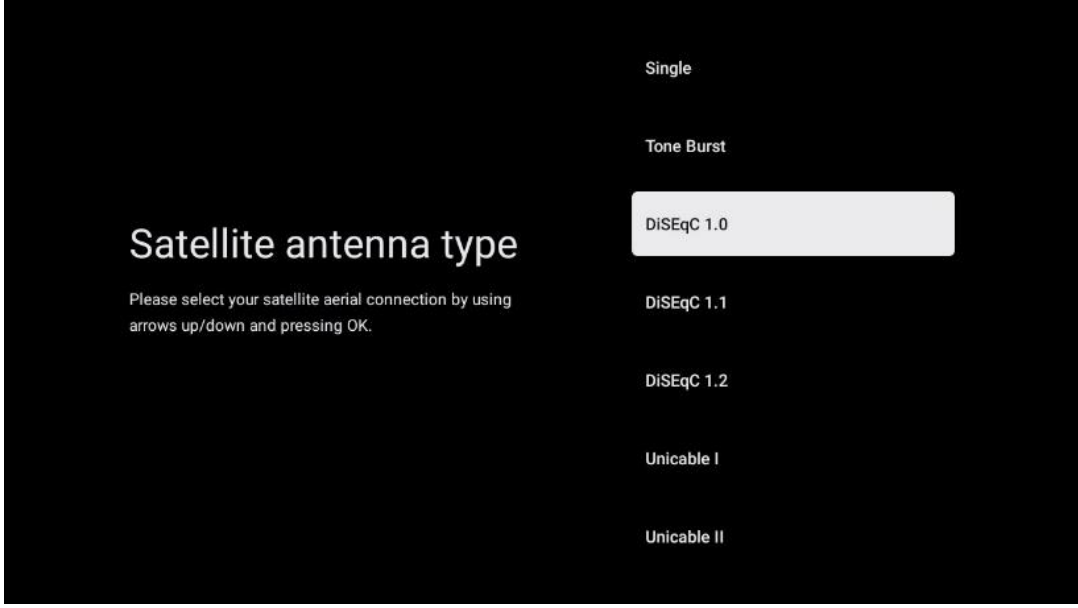 Satellite antenna type
Please select your satellite aerial connection by using
arrows up/down and pressing OK.
Single
Tone Burst
DiSEqC 1.0
DiSEqC 1.1
DiSEqC 1.2
Unicable I
Unicable II